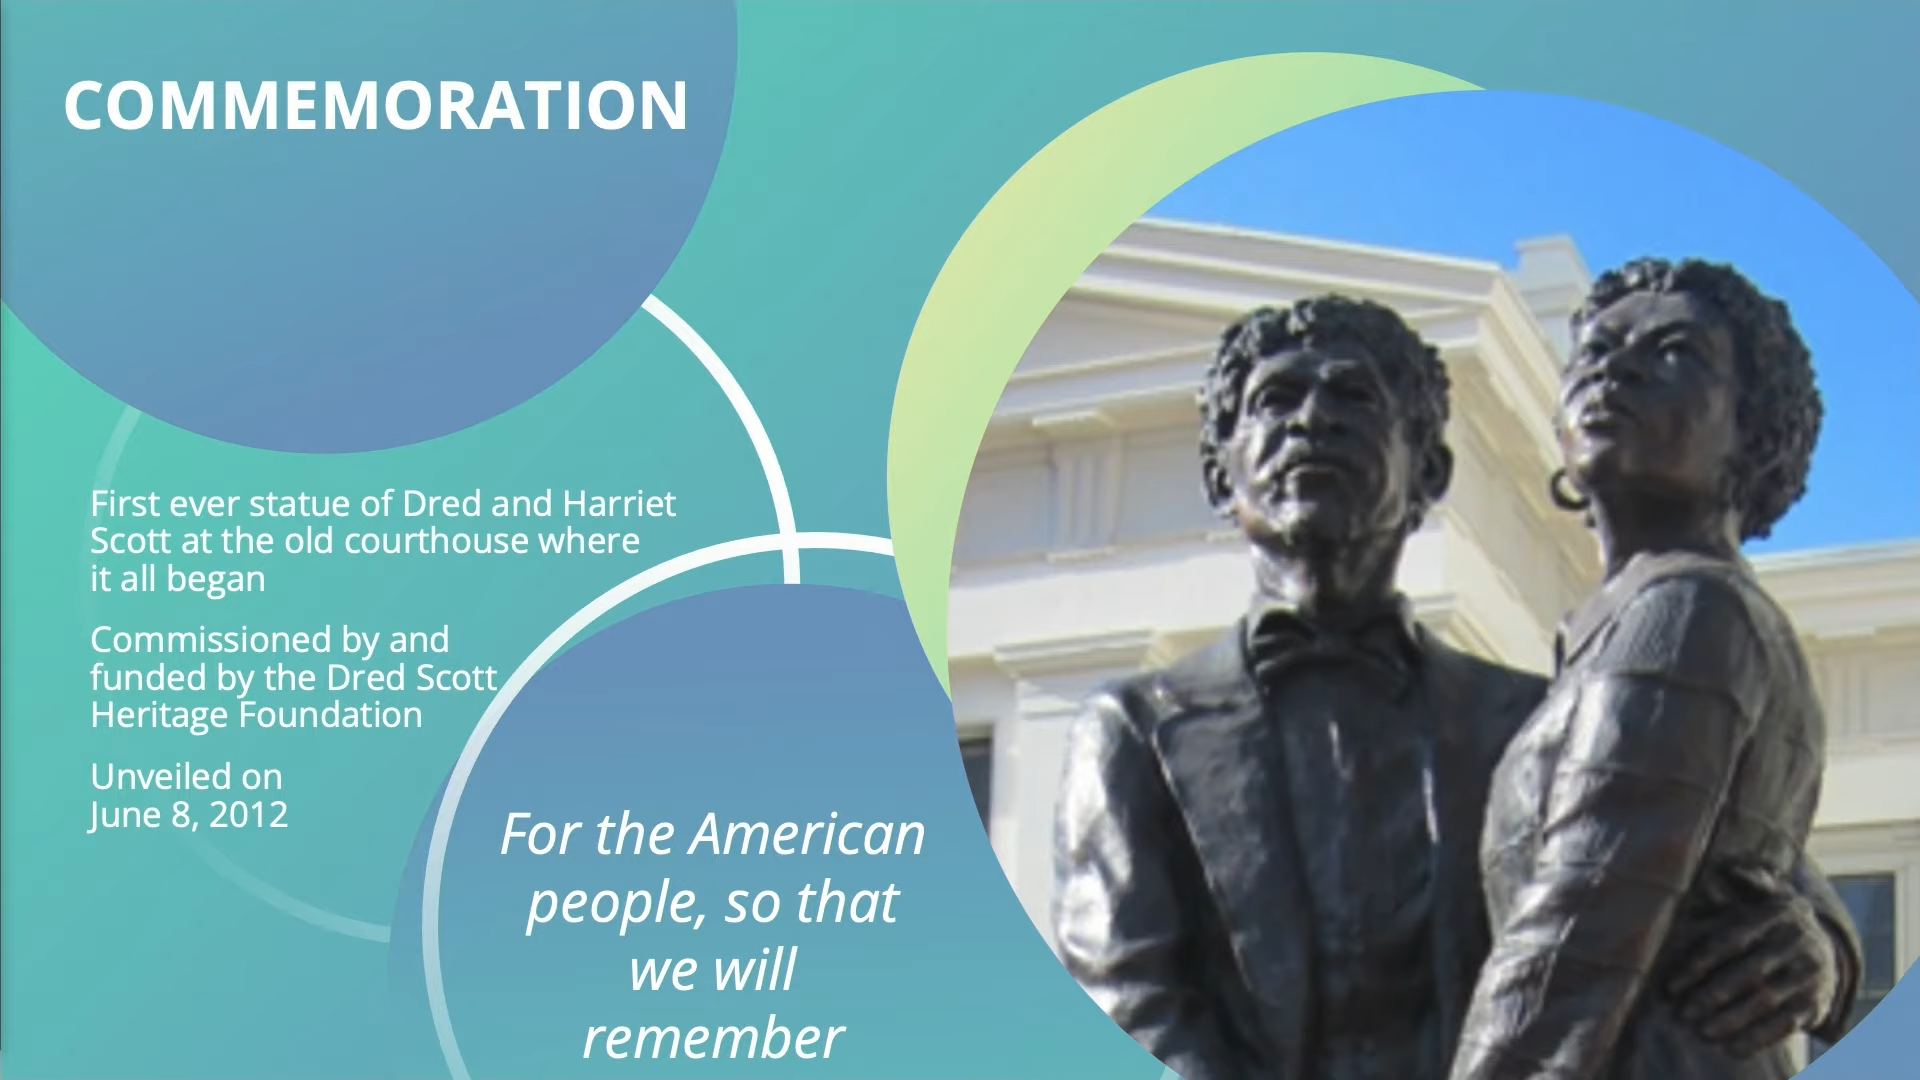 COMMEMORATION
First ever statue of Dred and Harriet
Scott at the old courthouse where
it all began
Commissioned by and
funded by the Dred Scott
Heritage Foundation
Unveiled on
June 8, 2012
For the American
people, so that
we will
remember